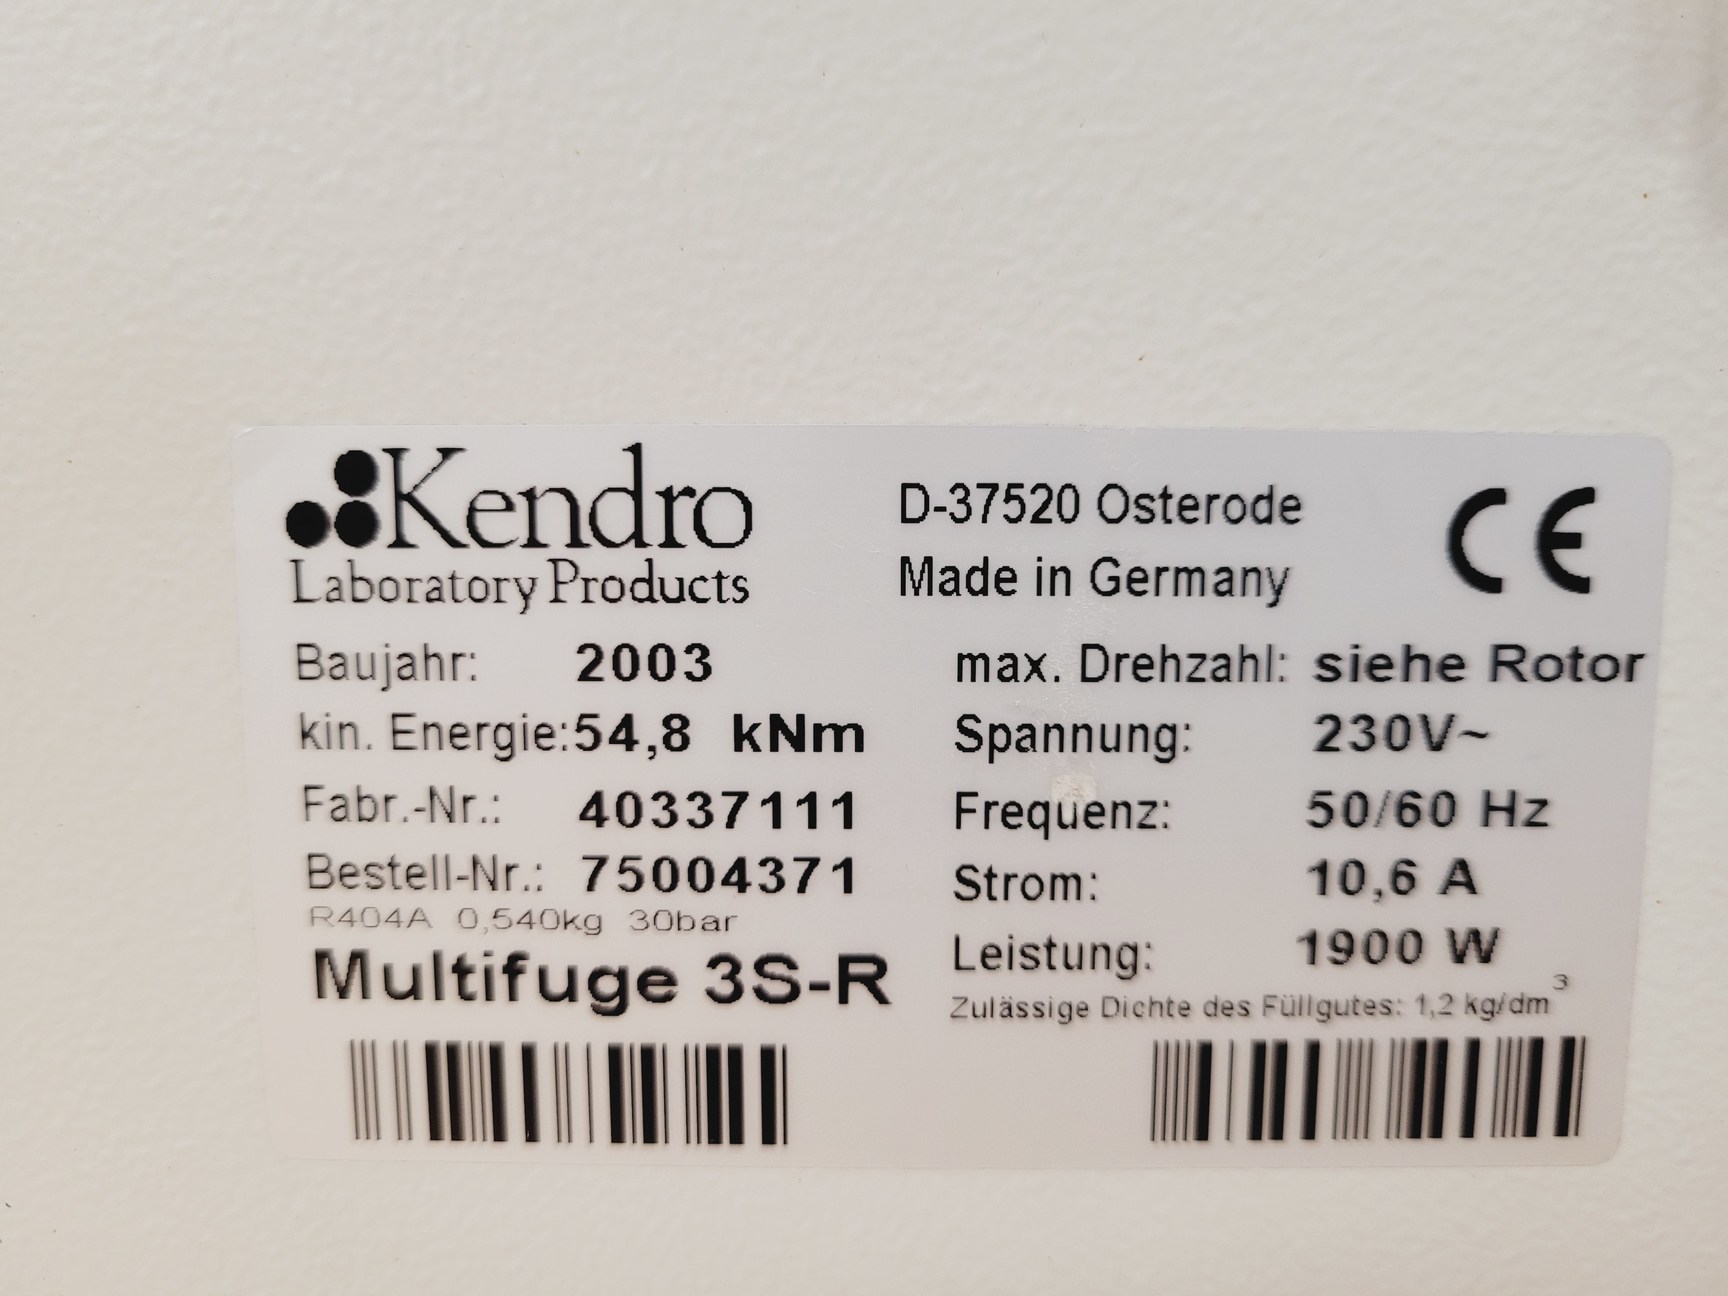 Kendro
Laboratory Products
D-37520 Osterode
Made in Germany
CE
Baujahr: 2003
kin. Energie: 54,8 kNm
Fabr.-Nr.: 40337111
Bestell-Nr.: 75004371
R404A 0,540kg 30bar
Multifuge 3S-R
max. Drehzahl: siehe Rotor
Spannung: 230V~
Frequenz: 50/60 Hz
Strom: 10,6 A
Leistung: 1900 W
Zulässige Dichte des Füllgutes: 1,2 kg/dm³